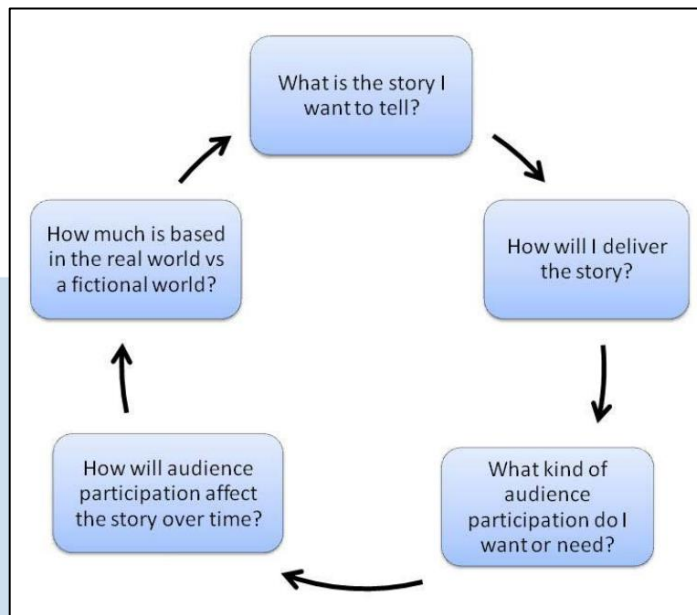 What is the story I
want to tell?
How will I deliver
the story?
What kind of
audience
participation do I
want or need?
How will audience
participation affect
the story over time?
How much is based
in the real world vs
a fictional world?